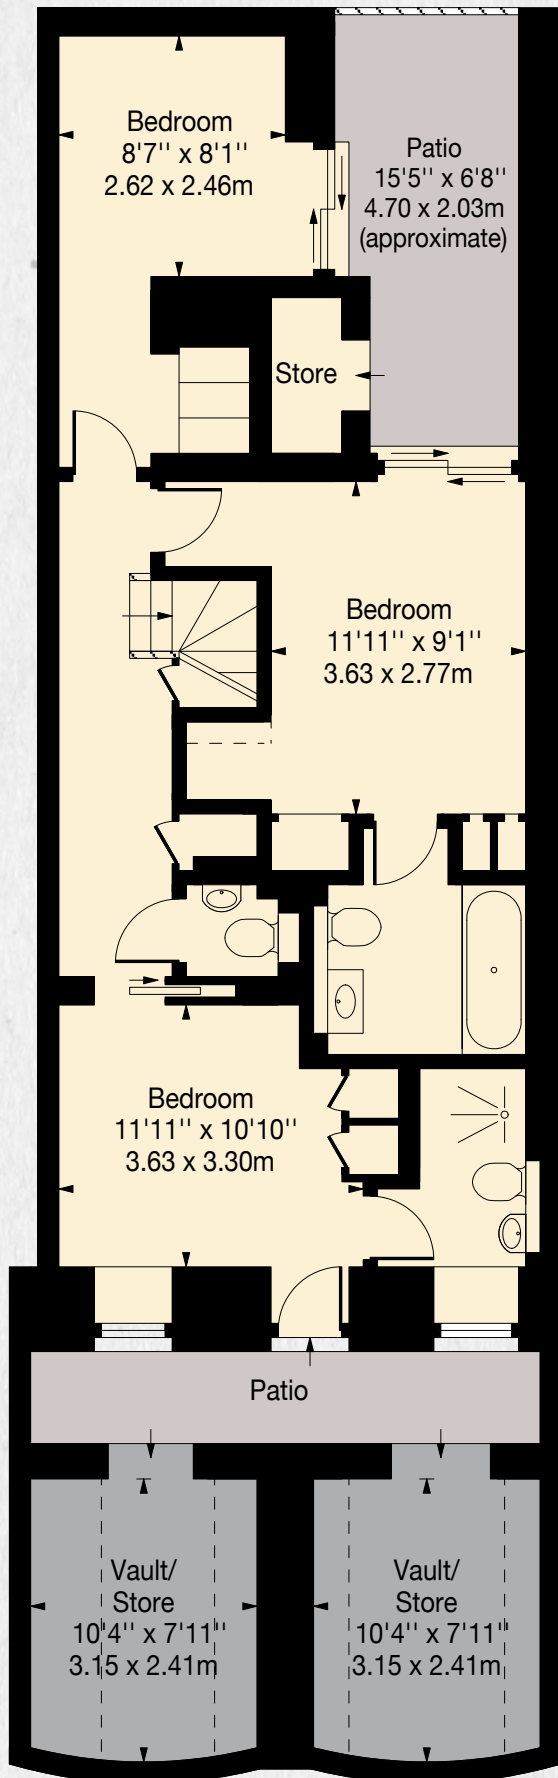 Bedroom
8'7'' x 8'1''
2.62 x 2.46m
Patio
15'5'' x 6'8''
4.70 x 2.03m
(approximate)
Store
Bedroom
11'11'' x 9'1''
3.63 x 2.77m
Bedroom
11'11'' x 10'10''
3.63 x 3.30m
Patio
Vault/
Store
10'4'' x 7'11''
3.15 x 2.41m
Vault/
Store
10'4'' x 7'11''
3.15 x 2.41m